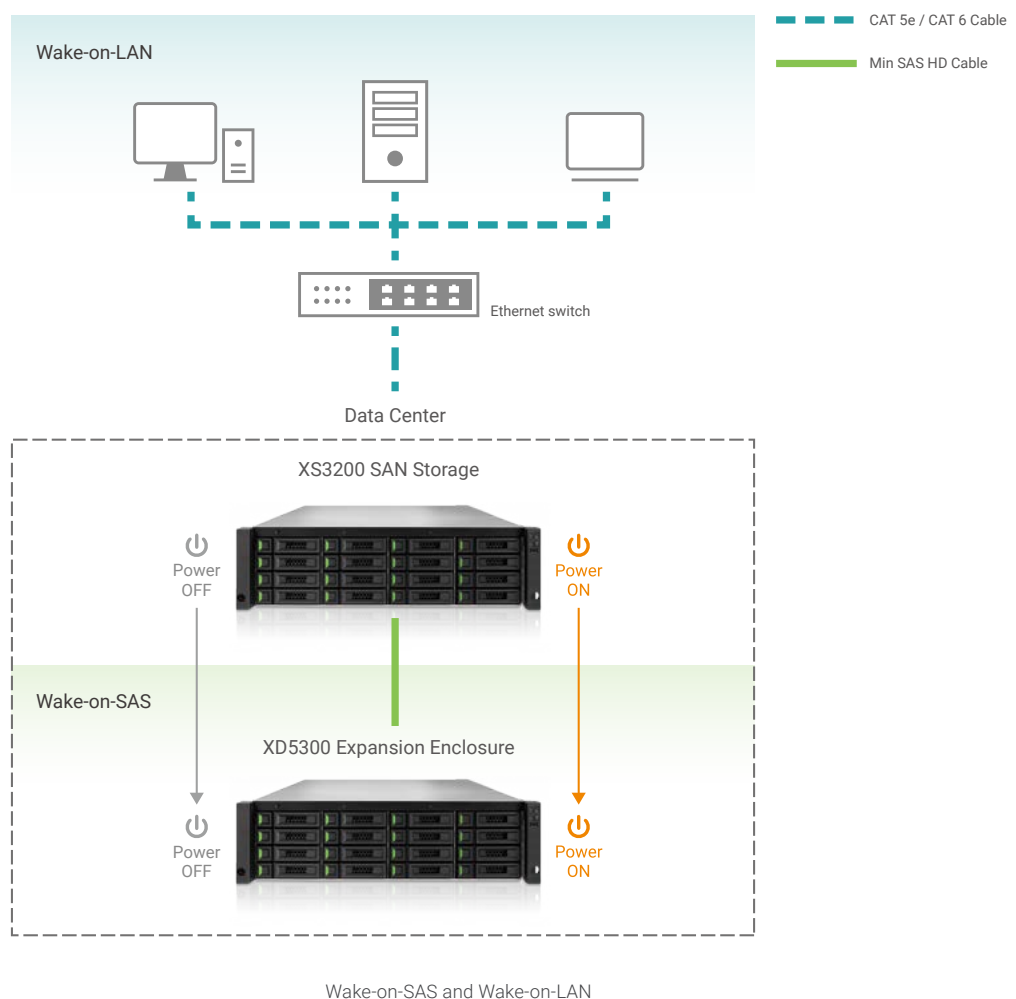 CAT 5e / CAT 6 Cable
Min SAS HD Cable
Wake-on-LAN
Ethernet switch
Data Center
XS3200 SAN Storage
Power
OFF
Power
ON
Wake-on-SAS
XD5300 Expansion Enclosure
Power
OFF
Power
ON
Wake-on-SAS and Wake-on-LAN